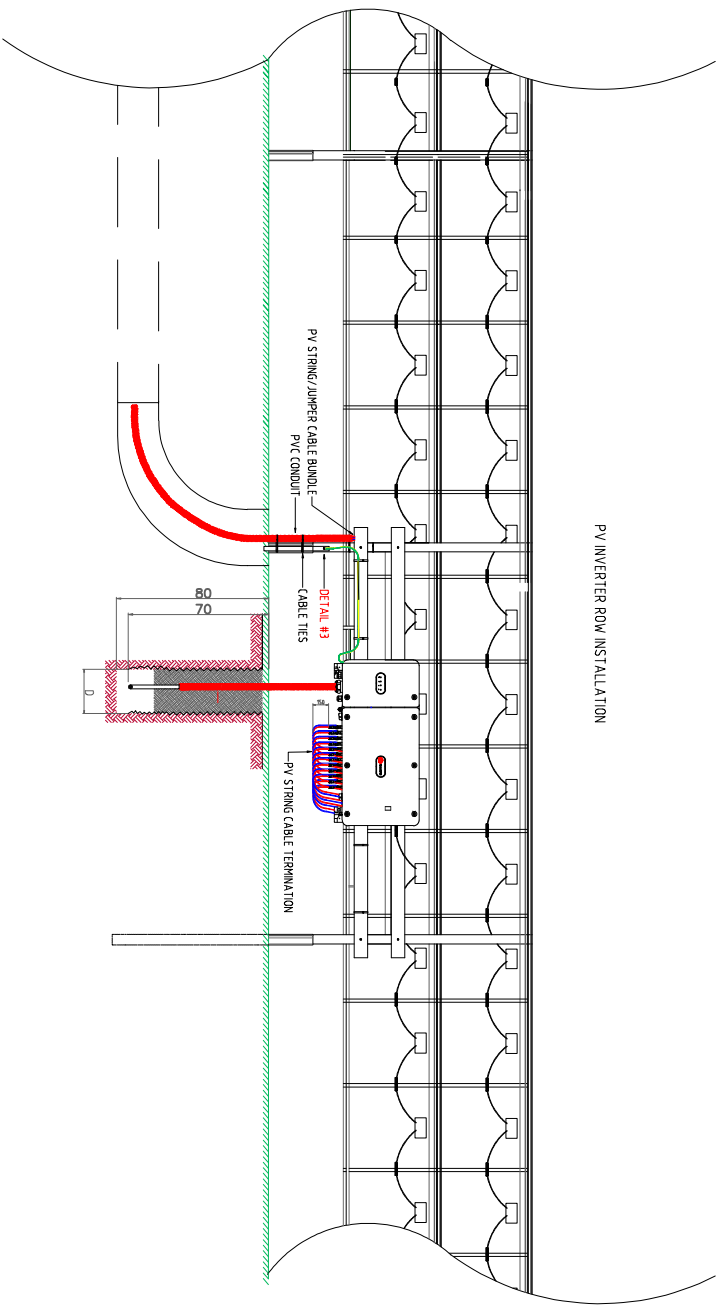 PV INVERTER ROW INSTALLATION
PV STRING/JUMPER CABLE BUNDLE
PVC CONDUIT
DETAIL #3
CABLE TIES
PV STRING CABLE TERMINATION
80
70
D